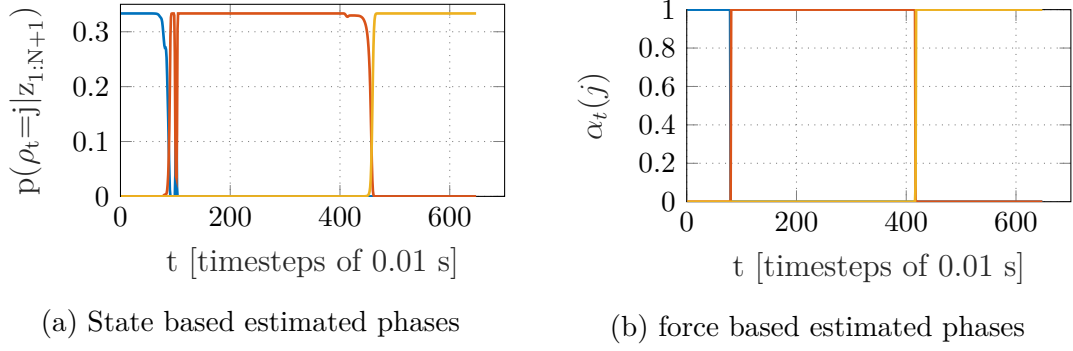 0.3
0.2
0.1
0
p(ρt=j|z1:N+1)
0 200 400 600
t [timesteps of 0.01 s]
(a) State based estimated phases
1
0.8
0.6
0.4
0.2
0
αt(j)
0 200 400 600
t [timesteps of 0.01 s]
(b) force based estimated phases